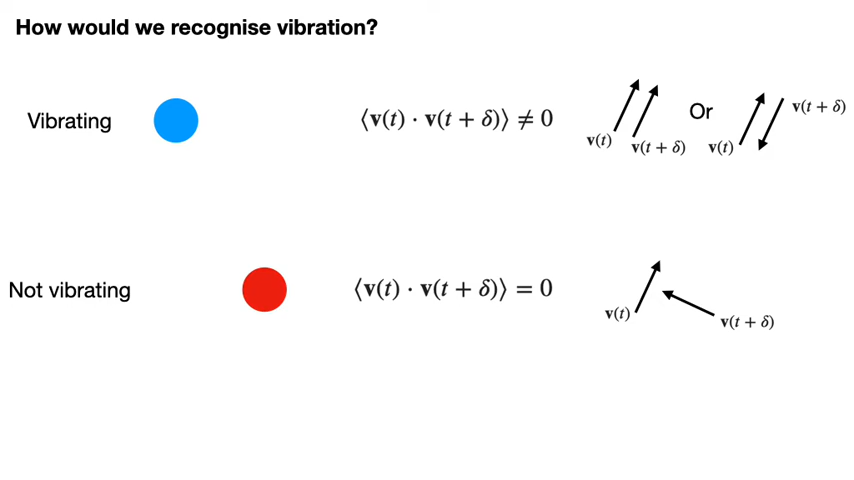 How would we recognise vibration?
Vibrating
⟨v(t) · v(t + δ)⟩ ≠ 0
v(t)
v(t + δ)
Or
v(t)
v(t + δ)
Not vibrating
⟨v(t) · v(t + δ)⟩ = 0
v(t)
v(t + δ)